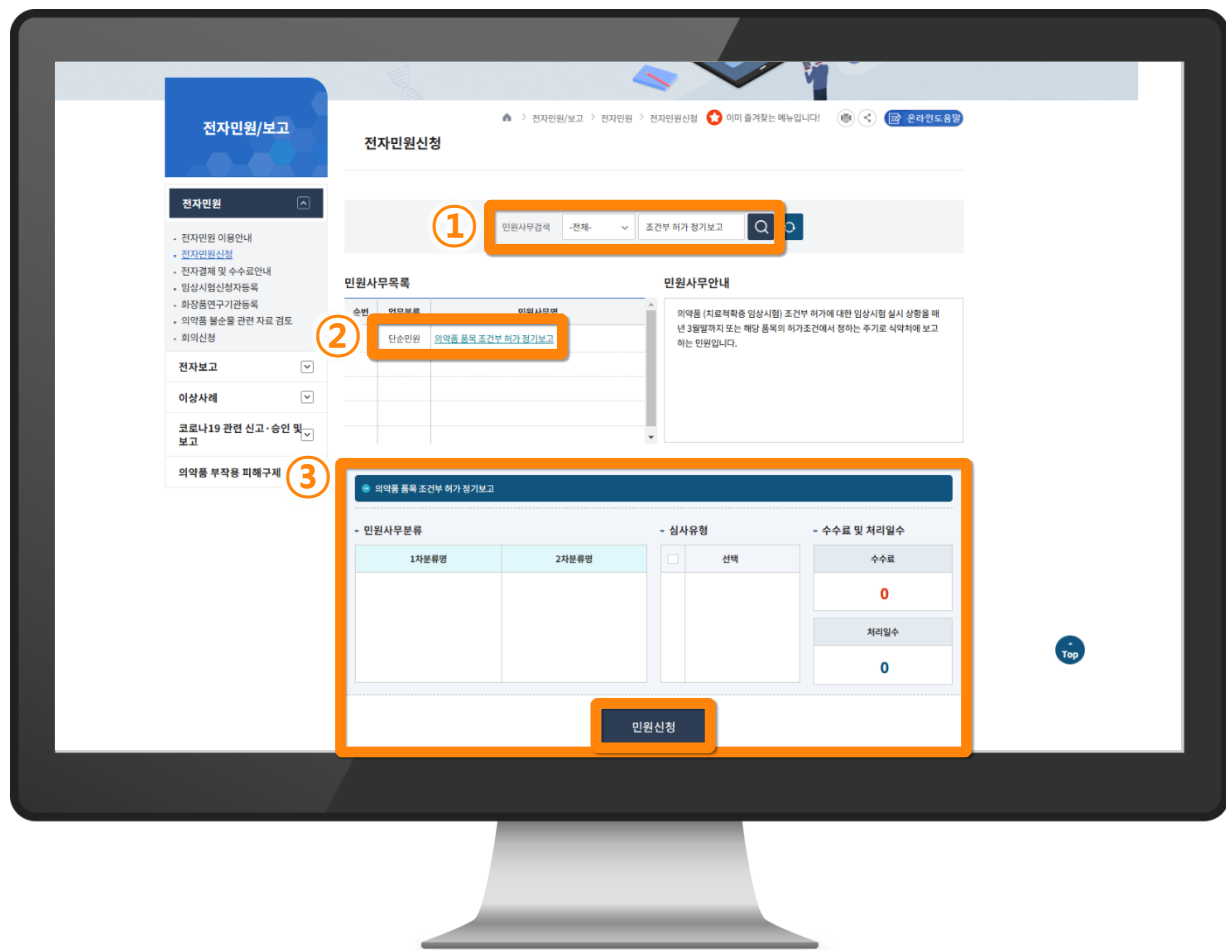 전자민원/보고
전자민원
전자민원 이용안내
전자민원신청
전자결제 및 수수료안내
임상시험신청자등록
화장품연구기관등록
의약품 불순물 관련 자료 검토
회의신청
전자보고
이상사례
코로나19 관련 신고·승인 및
보고
의약품 부작용 피해구제
전자민원/보고 > 전자민원 > 전자민원신청 이미 즐겨찾는 메뉴입니다! 온라인도움말
전자민원신청
①
민원사무검색 -전체- 조건부 허가 정기보고
민원사무목록
순번 업무분류 민원사무명
②
단순민원 의약품 품목 조건부 허가 정기보고
민원사무안내
의약품 (치료적확증 임상시험) 조건부 허가에 대한 임상시험 실시 상황을 매
년 3월말까지 또는 해당 품목의 허가조건에서 정하는 주기로 식약처에 보고
하는 민원입니다.
③
의약품 품목 조건부 허가 정기보고
- 민원사무분류
1차분류명 2차분류명
- 심사유형
선택
- 수수료 및 처리일수
수수료
0
처리일수
0
민원신청
Top